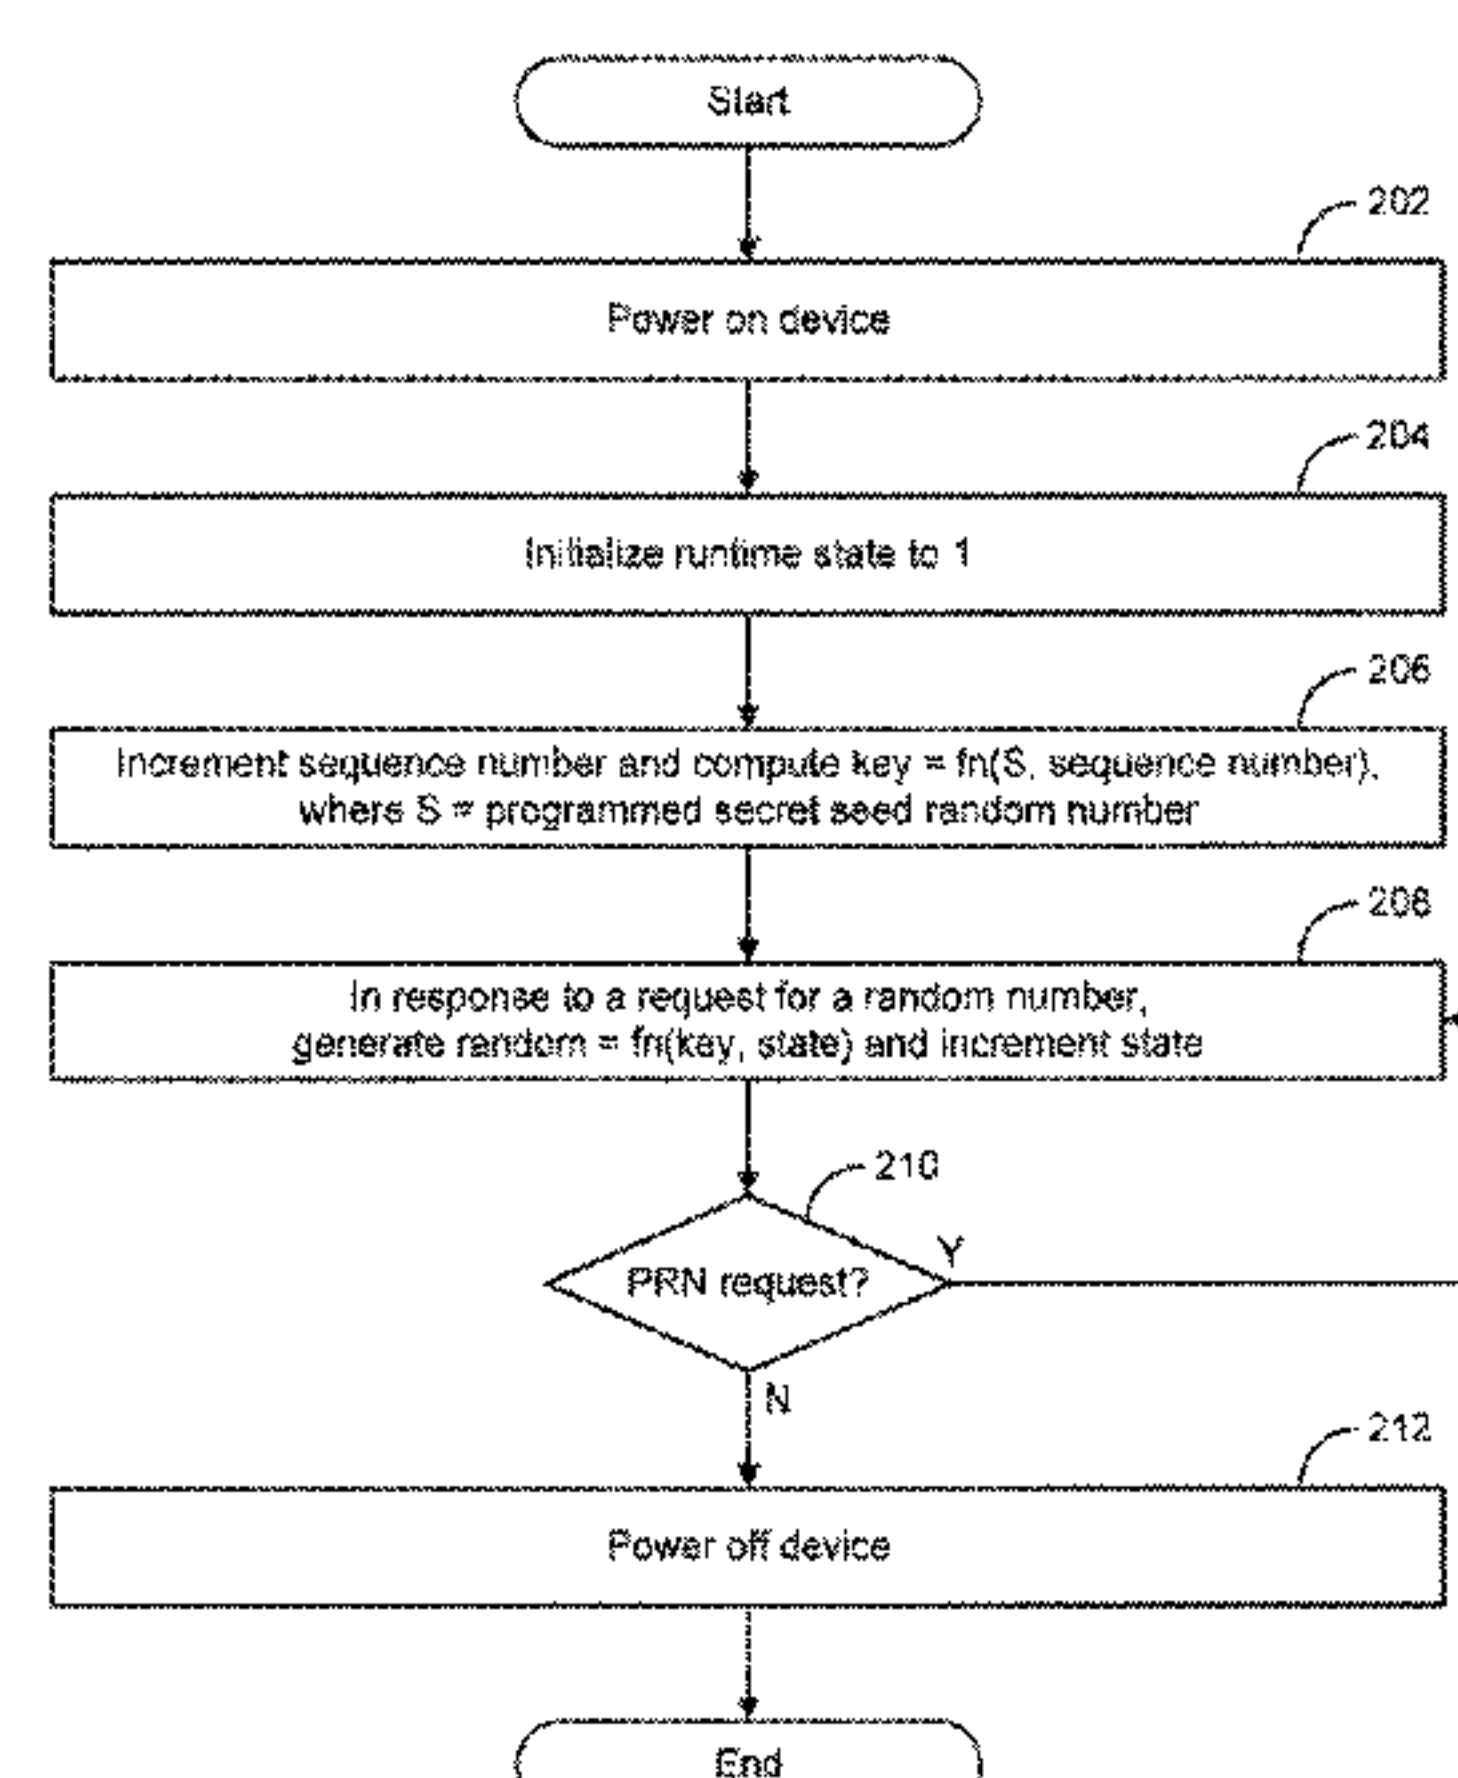 Start
202
Power on device
204
Initialize runtime state to 1
206
Increment sequence number and compute key = fn(S, sequence number),
where S = programmed secret seed random number
208
In response to a request for a random number,
generate random = fn(key, state) and increment state
210
Y
PRN request?
N
212
Power off device
End